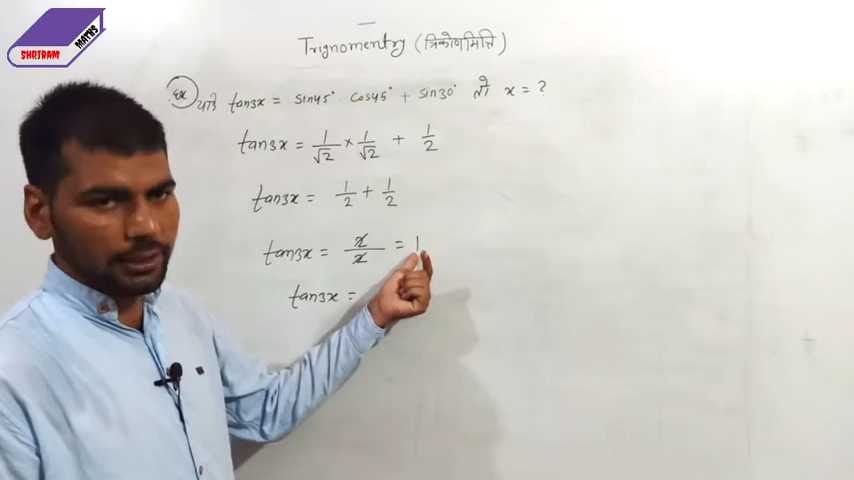 SHRIRAM MATHS
Trignomentry (त्रिकोणमिति)
Ex यदि tan3x = sin45° cos45° + sin30° तो x = ?
tan3x = 1/√2 × 1/√2 + 1/2
tan3x = 1/2 + 1/2
tan3x = 2/2 = 1
tan3x =